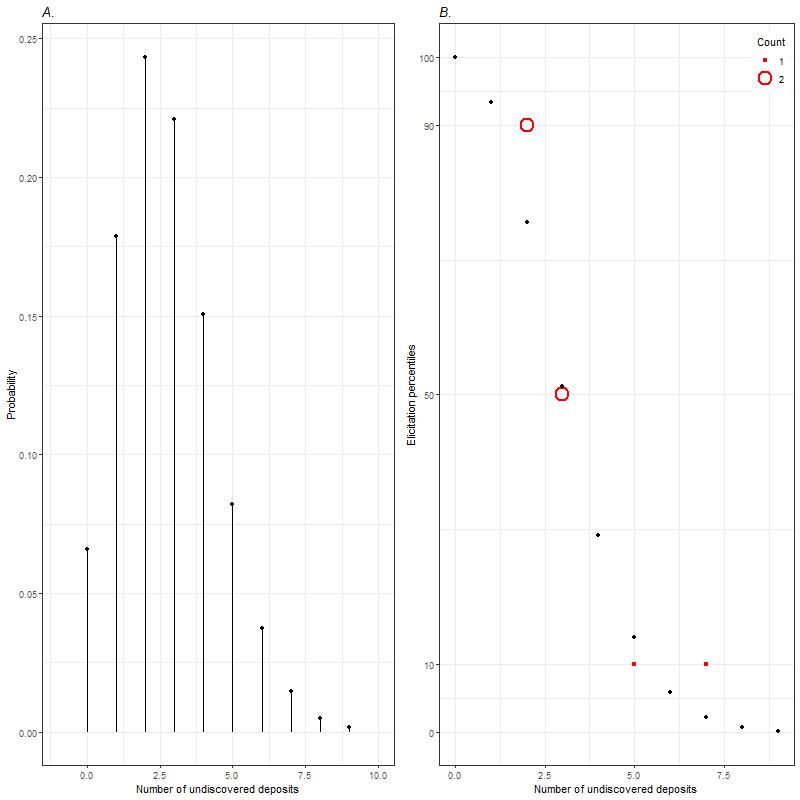 A.
Probability
0.25
0.20
0.15
0.10
0.05
0.00
0.0 2.5 5.0 7.5 10.0
Number of undiscovered deposits
B.
Elicitation percentiles
100
90
50
10
0
0.0 2.5 5.0 7.5
Number of undiscovered deposits
Count
1
2